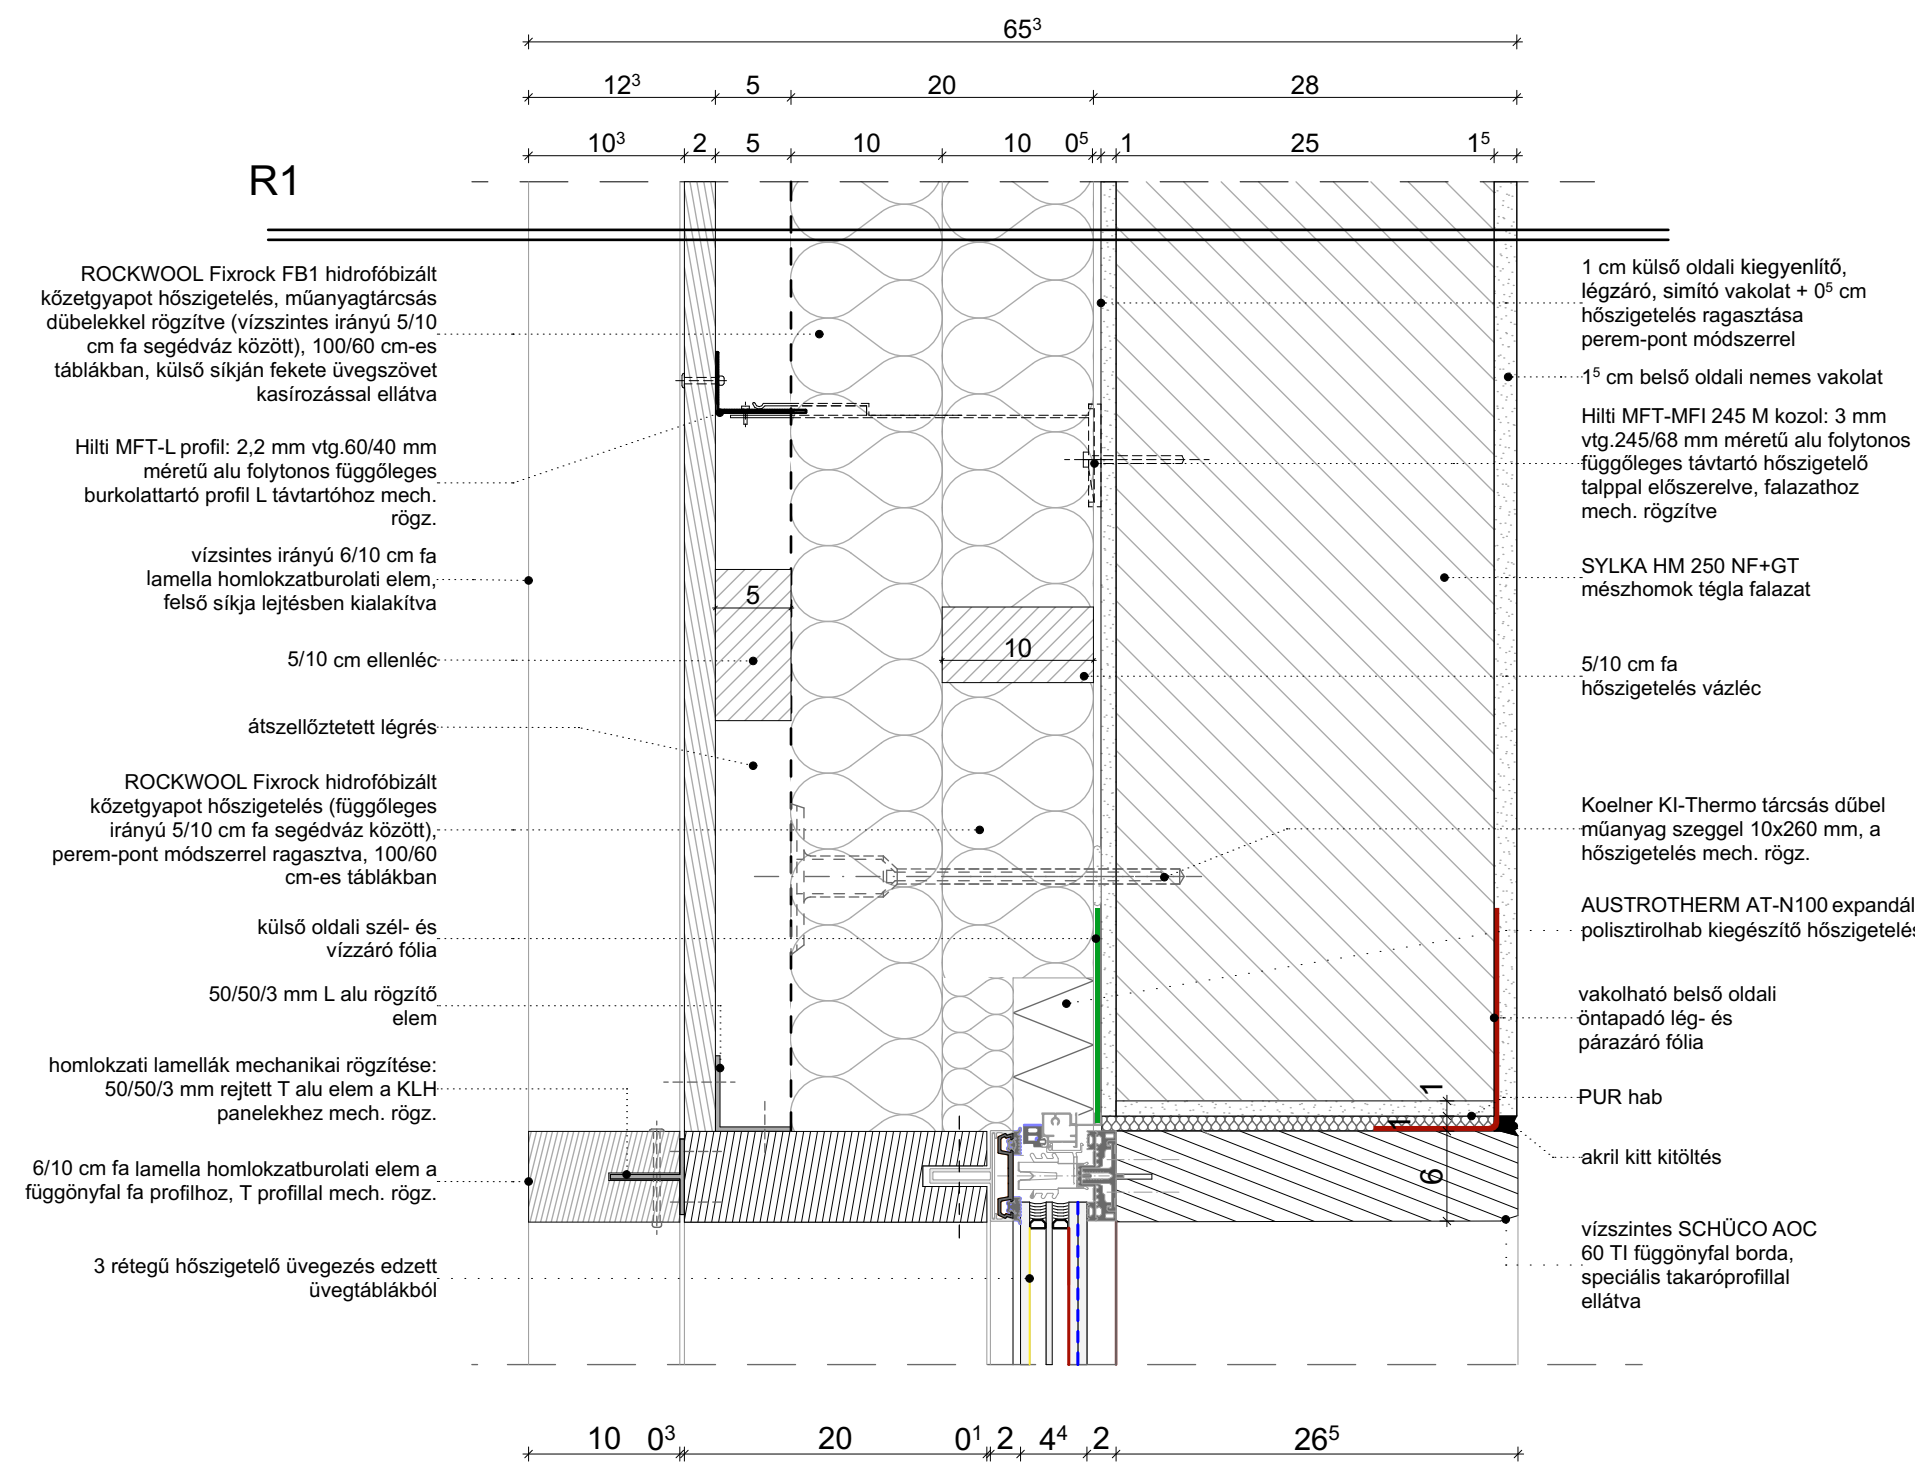 65³
12³ 5 20 28
10³ 2 5 10 10 0⁵ 1 25 1⁵
R1
ROCKWOOL Fixrock FB1 hidrofóbizált
kőzetgyapot hőszigetelés, műanyagtárcsás
dübelekkel rögzítve (vízszintes irányú 5/10
cm fa segédváz között), 100/60 cm-es
táblákban, külső síkján fekete üvegszövet
kasírozással ellátva
Hilti MFT-L profil: 2,2 mm vtg.60/40 mm
méretű alu folytonos függőleges
burkolattartó profil L távtartóhoz mech.
rögz.
vízsintes irányú 6/10 cm fa
lamella homlokzatburolati elem,
felső síkja lejtésben kialakítva
5/10 cm ellenléc
átszellőztetett légrés
ROCKWOOL Fixrock hidrofóbizált
kőzetgyapot hőszigetelés (függőleges
irányú 5/10 cm fa segédváz között),
perem-pont módszerrel ragasztva, 100/60
cm-es táblákban
külső oldali szél- és
vízzáró fólia
50/50/3 mm L alu rögzítő
elem
homlokzati lamellák mechanikai rögzítése:
50/50/3 mm rejtett T alu elem a KLH
panelekhez mech. rögz.
6/10 cm fa lamella homlokzatburolati elem a
függönyfal fa profilhoz, T profillal mech. rögz.
3 rétegű hőszigetelő üvegezés edzett
üvegtáblákból
5
10
1
1
6
1 cm külső oldali kiegyenlítő,
légzáró, simító vakolat + 0⁵ cm
hőszigetelés ragasztása
perem-pont módszerrel
1⁵ cm belső oldali nemes vakolat
Hilti MFT-MFI 245 M kozol: 3 mm
vtg.245/68 mm méretű alu folytonos
függőleges távtartó hőszigetelő
talppal előszerelve, falazathoz
mech. rögzítve
SYLKA HM 250 NF+GT
mészhomok tégla falazat
5/10 cm fa
hőszigetelés vázléc
Koelner KI-Thermo tárcsás dűbel
műanyag szeggel 10x260 mm, a
hőszigetelés mech. rögz.
AUSTROTHERM AT-N100 expandál
polisztirolhab kiegészítő hőszigetelés
vakolható belső oldali
öntapadó lég- és
párazáró fólia
PUR hab
akril kitt kitöltés
vízszintes SCHÜCO AOC
60 TI függönyfal borda,
speciális takaróprofillal
ellátva
10 0³ 20 0¹ 2 4⁴ 2 26⁵